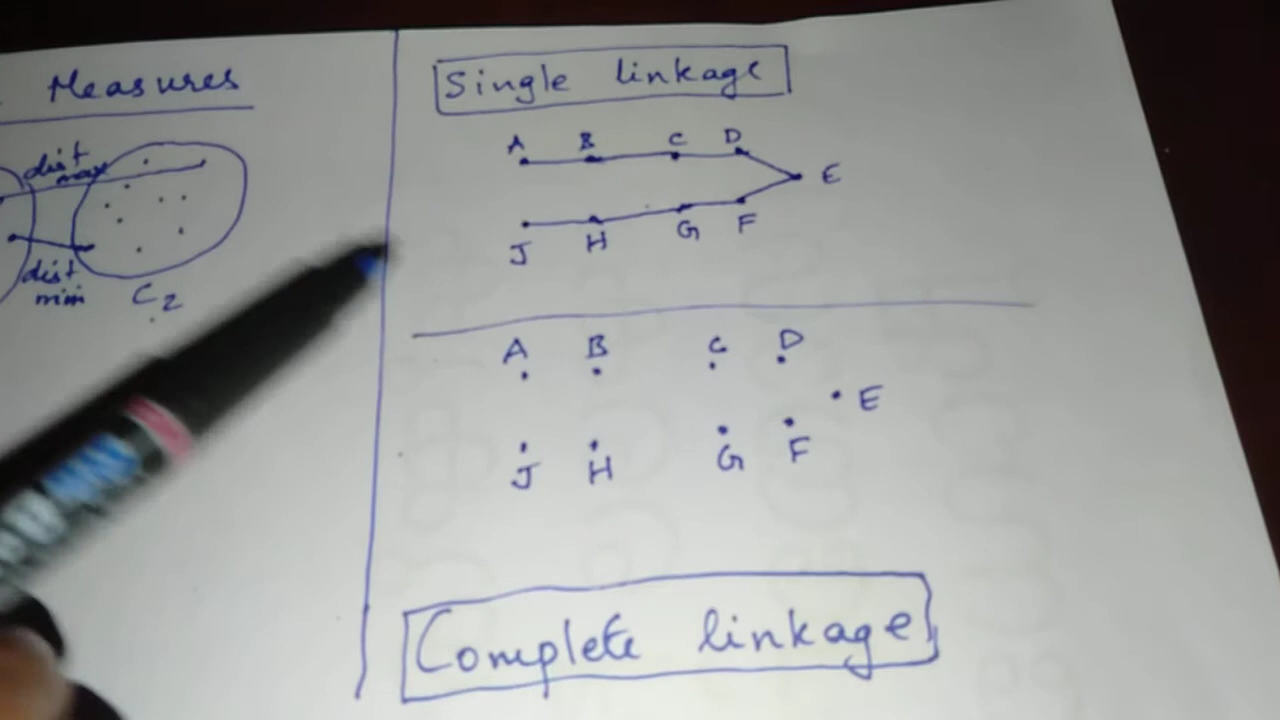 Measures
dist
max
dist
min
C2
Single linkage
A B C D
E
J H G F
A B C D
E
J H G F
Complete linkage